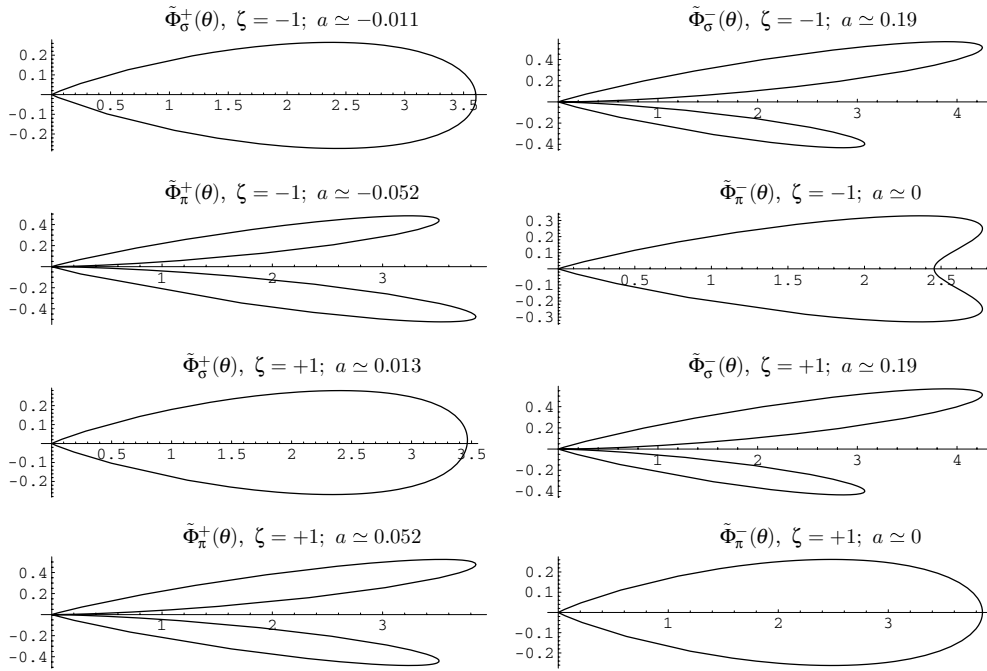 Φ̃σ⁺(θ), ζ = −1; a ≃ −0.011
0.2
0.1
-0.1
-0.2
0.5 1 1.5 2 2.5 3 3.5
Φ̃σ⁻(θ), ζ = −1; a ≃ 0.19
0.4
0.2
-0.2
-0.4
1 2 3 4
Φ̃π⁺(θ), ζ = −1; a ≃ −0.052
0.4
0.2
-0.2
-0.4
1 2 3
Φ̃π⁻(θ), ζ = −1; a ≃ 0
0.3
0.2
0.1
-0.1
-0.2
-0.3
0.5 1 1.5 2 2.5
Φ̃σ⁺(θ), ζ = +1; a ≃ 0.013
0.2
0.1
-0.1
-0.2
0.5 1 1.5 2 2.5 3 3.5
Φ̃σ⁻(θ), ζ = +1; a ≃ 0.19
0.4
0.2
-0.2
-0.4
1 2 3 4
Φ̃π⁺(θ), ζ = +1; a ≃ 0.052
0.4
0.2
-0.2
-0.4
1 2 3
Φ̃π⁻(θ), ζ = +1; a ≃ 0
0.2
0.1
-0.1
-0.2
1 2 3